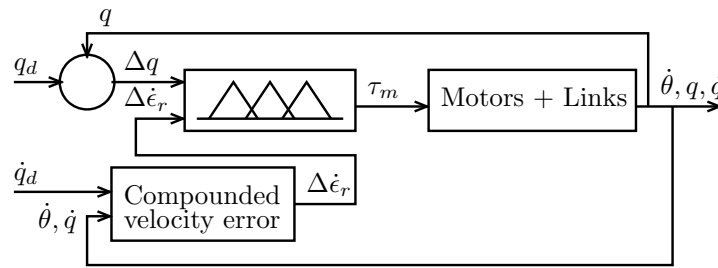 q
q_d
Δq
Δε̇_r
τ_m
Motors + Links
θ̇, q, q
q̇_d
Compounded
velocity error
Δε̇_r
θ̇, q̇